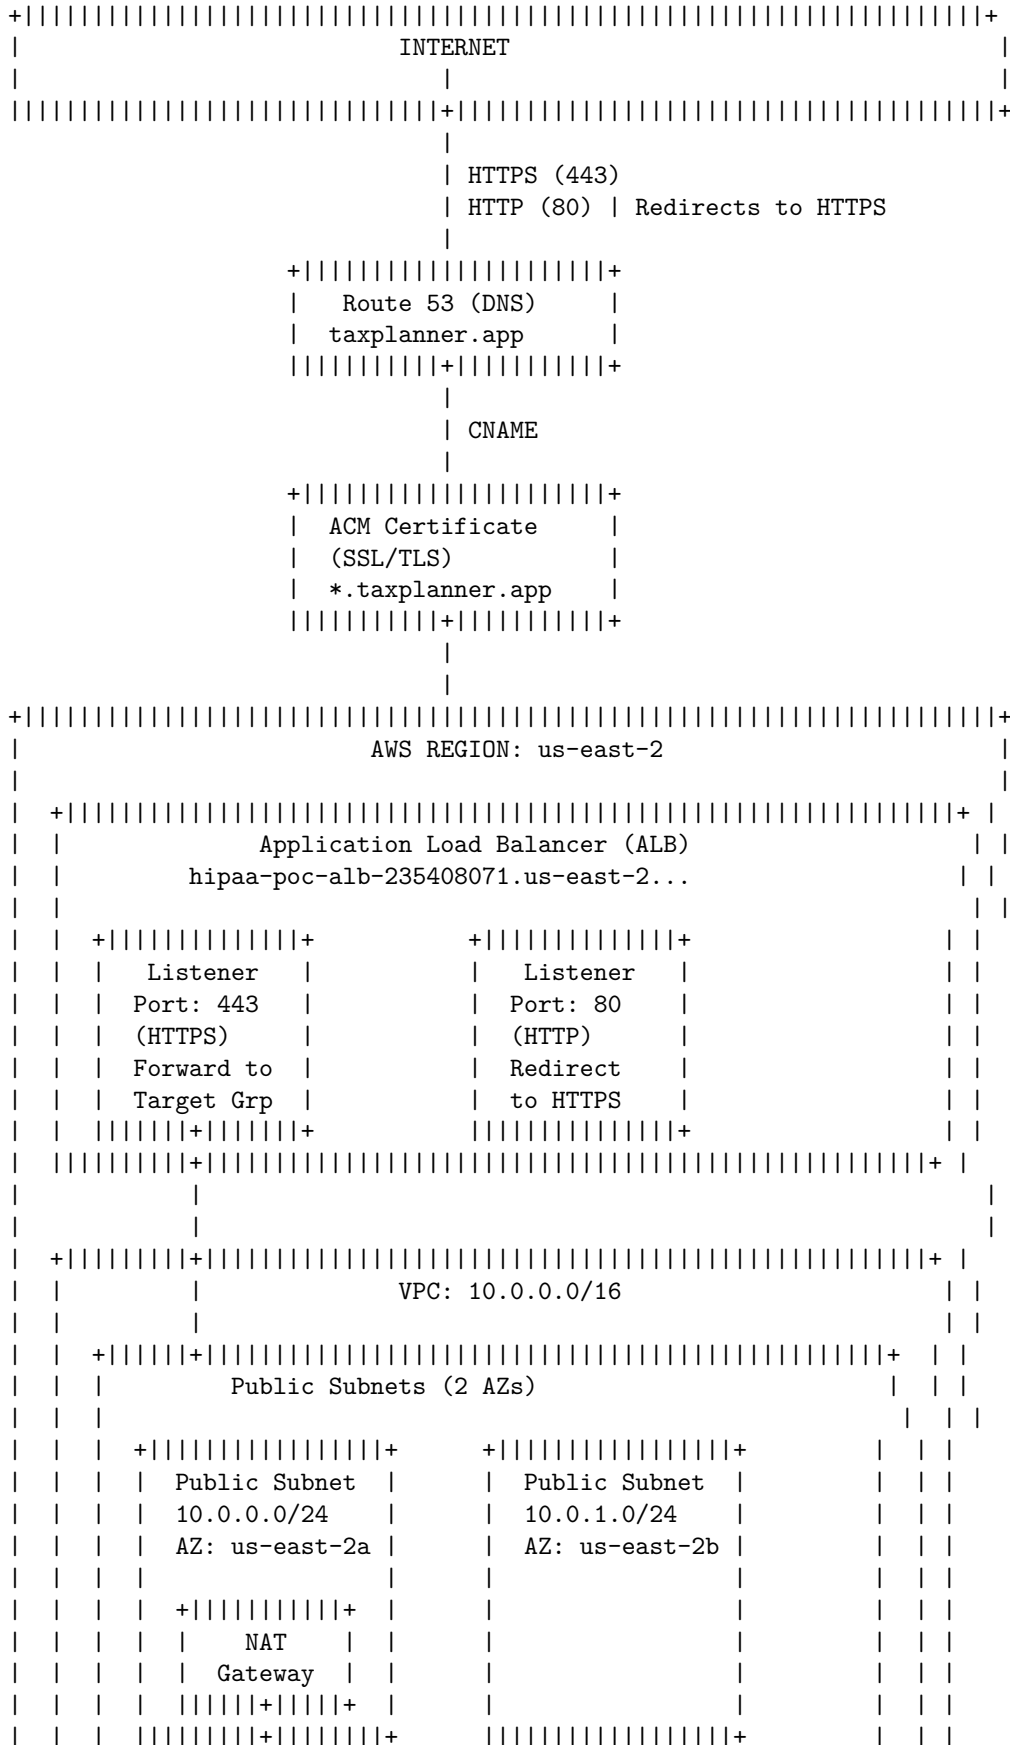 INTERNET
HTTPS (443)
HTTP (80) | Redirects to HTTPS
Route 53 (DNS)
taxplanner.app
CNAME
ACM Certificate
(SSL/TLS)
*.taxplanner.app
AWS REGION: us-east-2
Application Load Balancer (ALB)
hipaa-poc-alb-235408071.us-east-2...
Listener Listener
Port: 443 Port: 80
(HTTPS) (HTTP)
Forward to Redirect
Target Grp to HTTPS
VPC: 10.0.0.0/16
Public Subnets (2 AZs)
Public Subnet Public Subnet
10.0.0.0/24 10.0.1.0/24
AZ: us-east-2a AZ: us-east-2b
NAT
Gateway